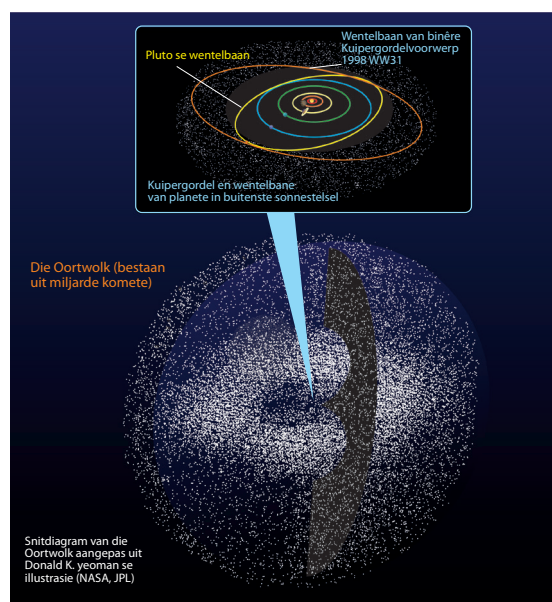 Wentelbaan van binêre
Kuipergordelvoorwerp
1998 WW31
Pluto se wentelbaan
Kuipergordel en wentelbane
van planete in buitenste sonnestelsel
Die Oortwolk (bestaan
uit miljarde komete)
Snitdiagram van die
Oortwolk aangepas uit
Donald K. yeoman se
illustrasie (NASA, JPL)